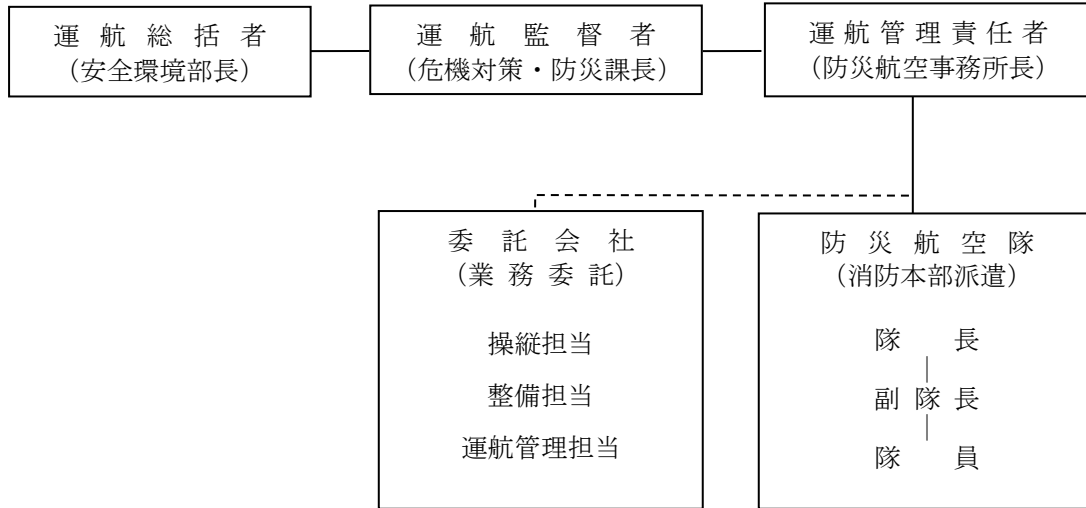 運航総括者
（安全環境部長）
運航監督者
（危機対策・防災課長）
運航管理責任者
（防災航空事務所長）
委託会社
（業務委託）
操縦担当
整備担当
運航管理担当
防災航空隊
（消防本部派遣）
隊長
副隊長
隊員